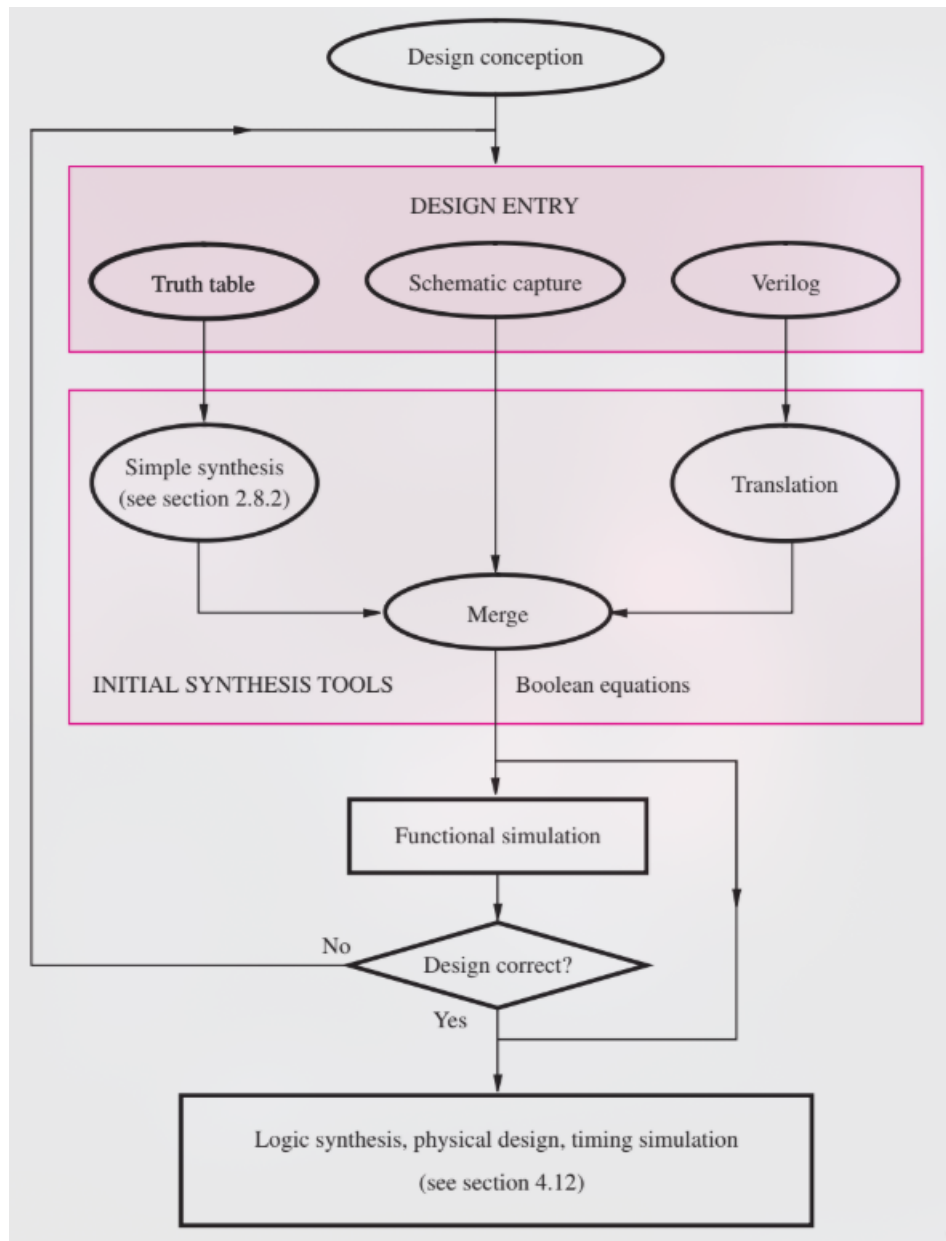 Design conception
DESIGN ENTRY
Truth table
Schematic capture
Verilog
Simple synthesis
(see section 2.8.2)
Translation
Merge
INITIAL SYNTHESIS TOOLS
Boolean equations
Functional simulation
No
Design correct?
Yes
Logic synthesis, physical design, timing simulation
(see section 4.12)